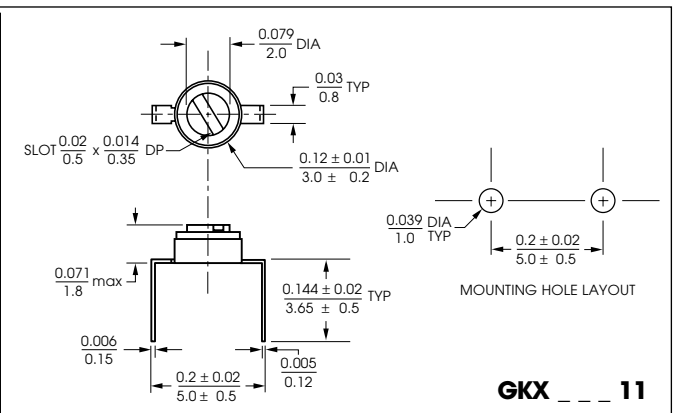 0.079
2.0
DIA
0.03
0.8
TYP
SLOT 0.02
0.5
x 0.014
0.35
DP
0.12 ± 0.01
3.0 ± 0.2
DIA
0.039
1.0
DIA
TYP
0.2 ± 0.02
5.0 ± 0.5
MOUNTING HOLE LAYOUT
0.071
1.8
max
0.144 ± 0.02
3.65 ± 0.5
TYP
0.006
0.15
0.005
0.12
0.2 ± 0.02
5.0 ± 0.5
GKX _ _ _ 11